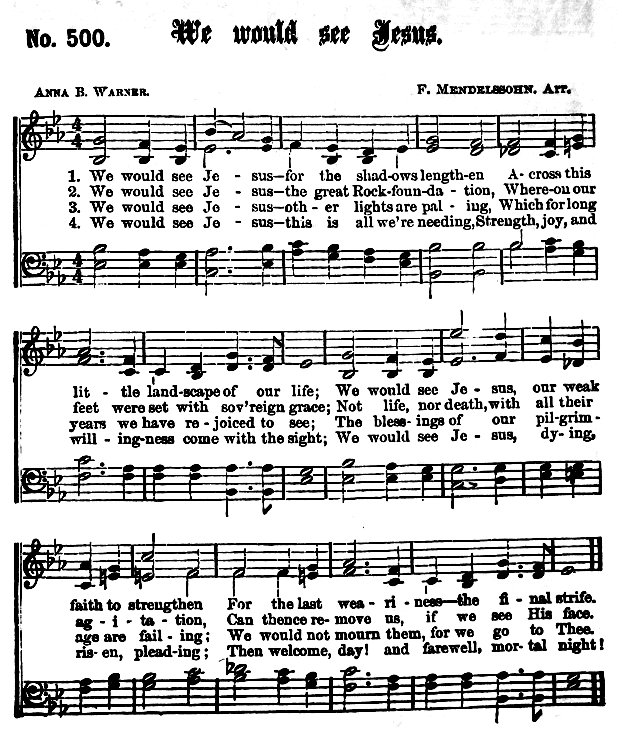 No. 500.
We would see Jesus.
ANNA B. WARNER.
F. MENDELSSOHN. Arr.
1. We would see Je - sus—for the shad-ows length-en A-cross this
2. We would see Je - sus—the great Rock-foun-da - tion, Where-on our
3. We would see Je - sus—oth - er lights are pal - ing, Which for long
4. We would see Je - sus—this is all we're needing, Strength, joy, and
lit - tle land-scape of our life; We would see Je - sus, our weak
feet were set with sov'reign grace; Not life, nor death, with all their
years we have re - joiced to see; The bless - ings of our pil-grim-
will - ing-ness come with the sight; We would see Je - sus, dy - ing,
faith to strengthen For the last wea - ri - ness—the fi - nal strife.
ag - i - ta - tion, Can thence re- move us, if we see His face.
age are fail - ing; We would not mourn them, for we go to Thee.
ris- en, plead- ing; Then welcome, day! and farewell, mor- tal night!